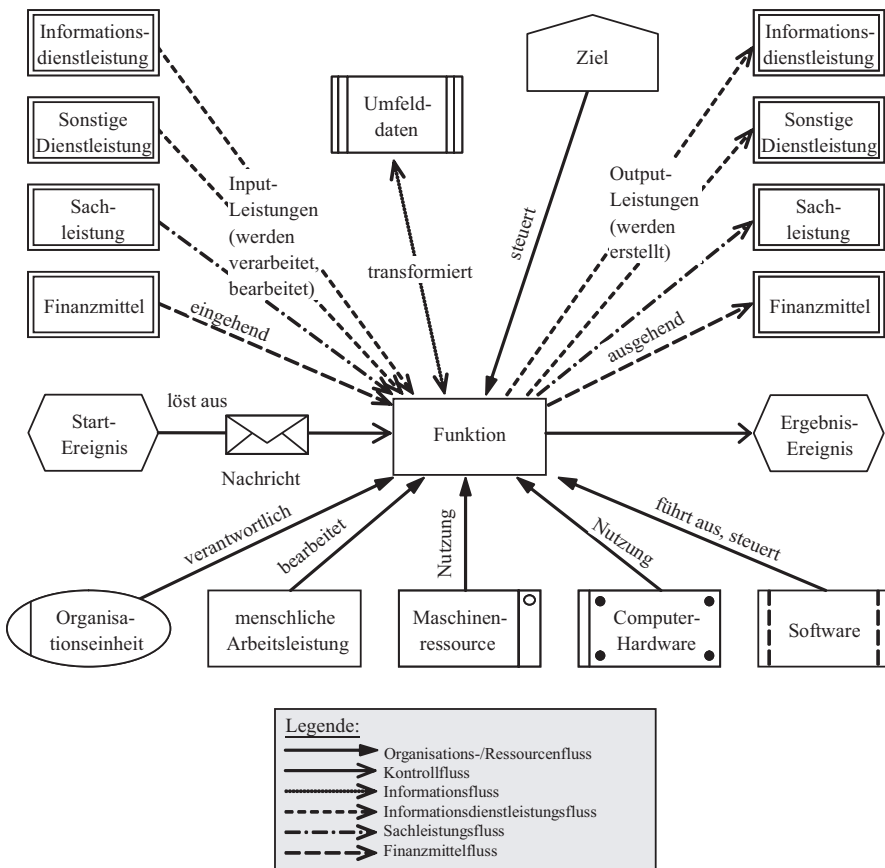 Informations-
dienstleistung
Sonstige
Dienstleistung
Sach-
leistung
Finanzmittel
Input-
Leistungen
(werden
verarbeitet,
bearbeitet)
eingehend
Umfeld-
daten
transformiert
Ziel
steuert
Output-
Leistungen
(werden
erstellt)
ausgehend
Informations-
dienstleistung
Sonstige
Dienstleistung
Sach-
leistung
Finanzmittel
Start-
Ereignis
löst aus
Nachricht
Funktion
Ergebnis-
Ereignis
verantwortlich
bearbeitet
Nutzung
Nutzung
führt aus, steuert
Organisa-
tionseinheit
menschliche
Arbeitsleistung
Maschinen-
ressource
Computer-
Hardware
Software
Legende:
Organisations-/Ressourcenfluss
Kontrollfluss
Informationsfluss
Informationsdienstleistungsfluss
Sachleistungsfluss
Finanzmittelfluss